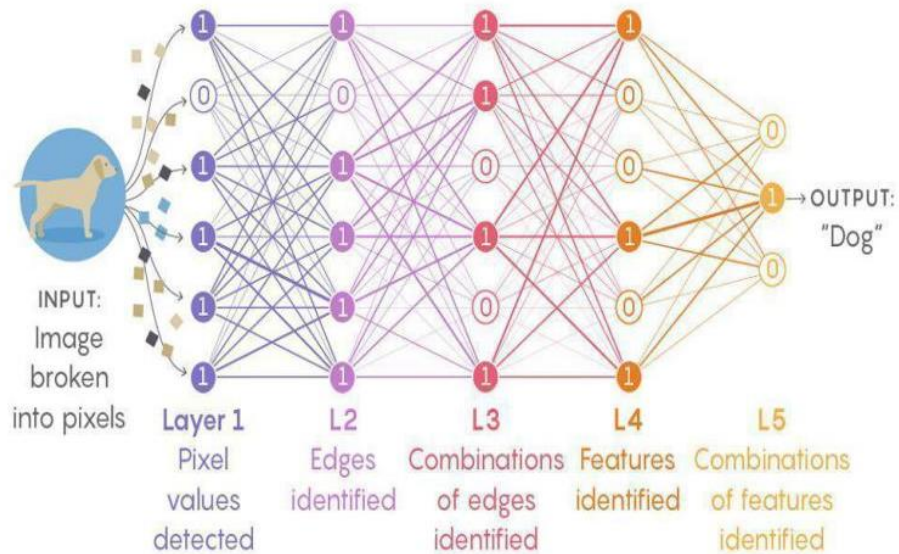 1 1 1 1
0 0 1 0
0
1 1 0 0
1 → OUTPUT:
"Dog"
1 1 1 1
0
INPUT:
Image
broken
into pixels
1 1 0 0
1 1 1 1
Layer 1
Pixel
values
detected
L2
Edges
identified
L3
Combinations
of edges
identified
L4
Features
identified
L5
Combinations
of features
identified